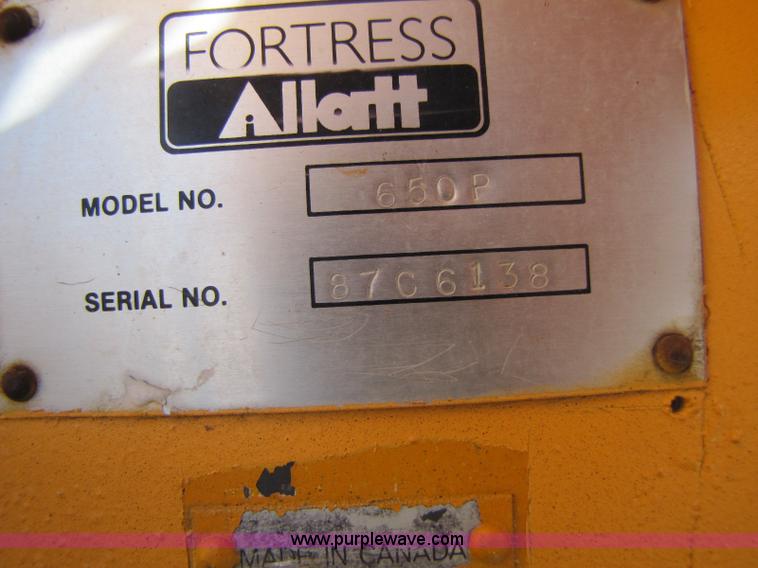 FORTRESS
Allatt
MODEL NO. 650P
SERIAL NO. 87C6138
www.purplewave.com
MADE IN CANADA